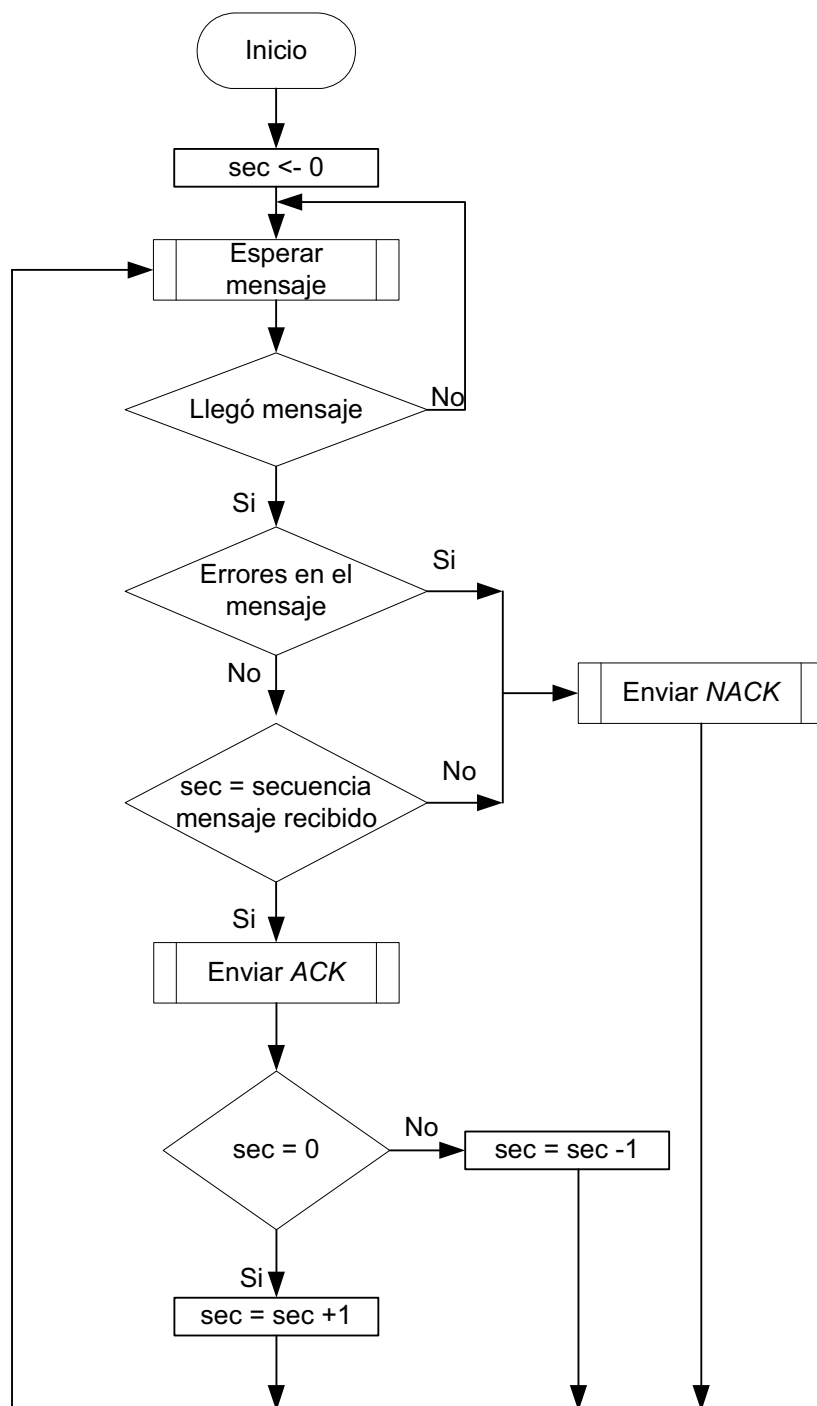 Inicio
sec <- 0
Esperar
mensaje
Llegó mensaje
No
Si
Errores en el
mensaje
Si
No
Enviar NACK
sec = secuencia
mensaje recibido
No
Si
Enviar ACK
sec = 0
No
sec = sec -1
Si
sec = sec +1